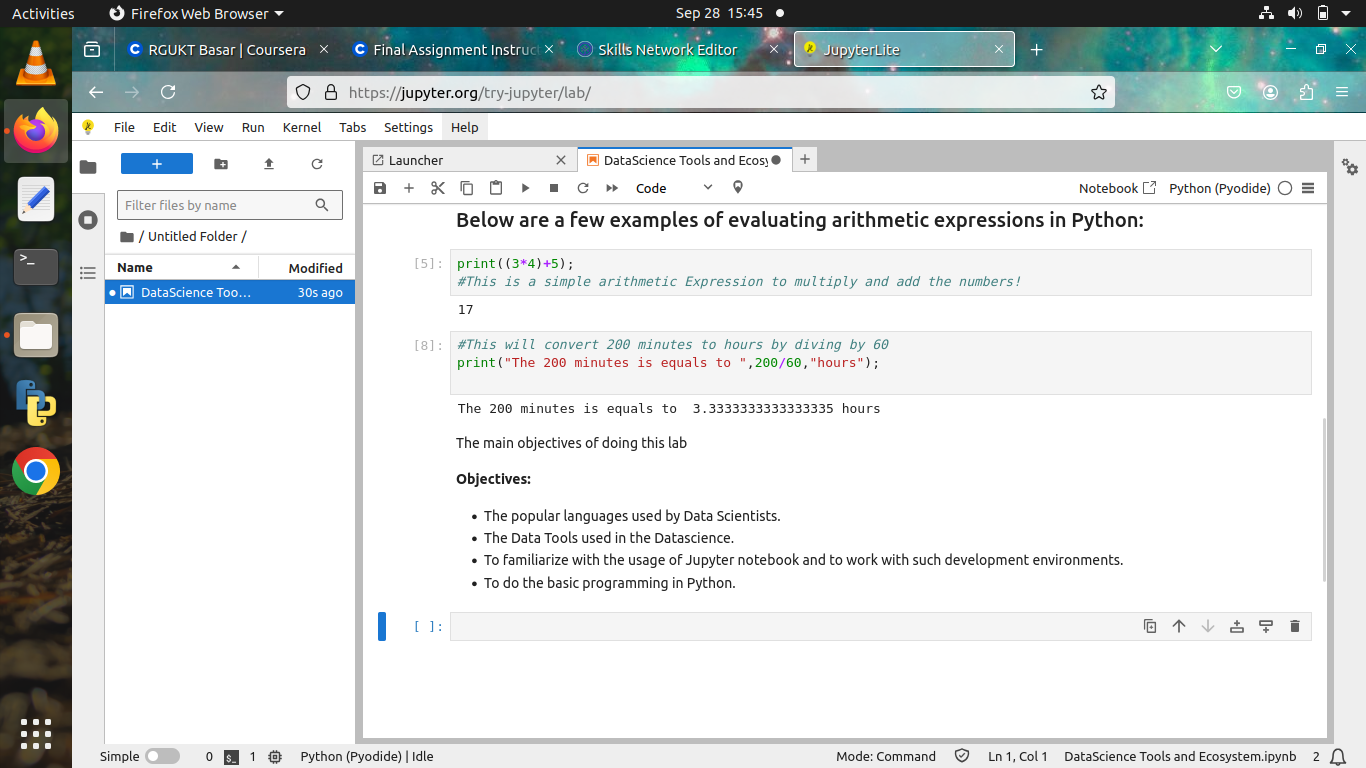 Activities
Firefox Web Browser
Sep 28 15:45
RGUKT Basar | Coursera
Final Assignment Instruc
Skills Network Editor
JupyterLite
https://jupyter.org/try-jupyter/lab/
File Edit View Run Kernel Tabs Settings Help
Filter files by name
/ Untitled Folder /
Name Modified
DataScience Too… 30s ago
Launcher
DataScience Tools and Ecosy
Code
Notebook
Python (Pyodide)
Below are a few examples of evaluating arithmetic expressions in Python:
[5]: print((3*4)+5);
#This is a simple arithmetic Expression to multiply and add the numbers!
17
[8]: #This will convert 200 minutes to hours by diving by 60
print("The 200 minutes is equals to ",200/60,"hours");
The 200 minutes is equals to  3.3333333333333335 hours
The main objectives of doing this lab
Objectives:
• The popular languages used by Data Scientists.
• The Data Tools used in the Datascience.
• To familiarize with the usage of Jupyter notebook and to work with such development environments.
• To do the basic programming in Python.
[ ]:
Simple 0 $_ 1 Python (Pyodide) | Idle
Mode: Command Ln 1, Col 1 DataScience Tools and Ecosystem.ipynb 2